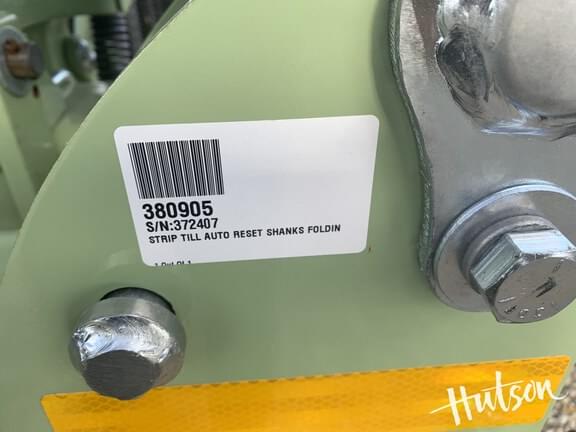 380905
S/N:372407
STRIP TILL AUTO RESET SHANKS FOLDIN
Hutson